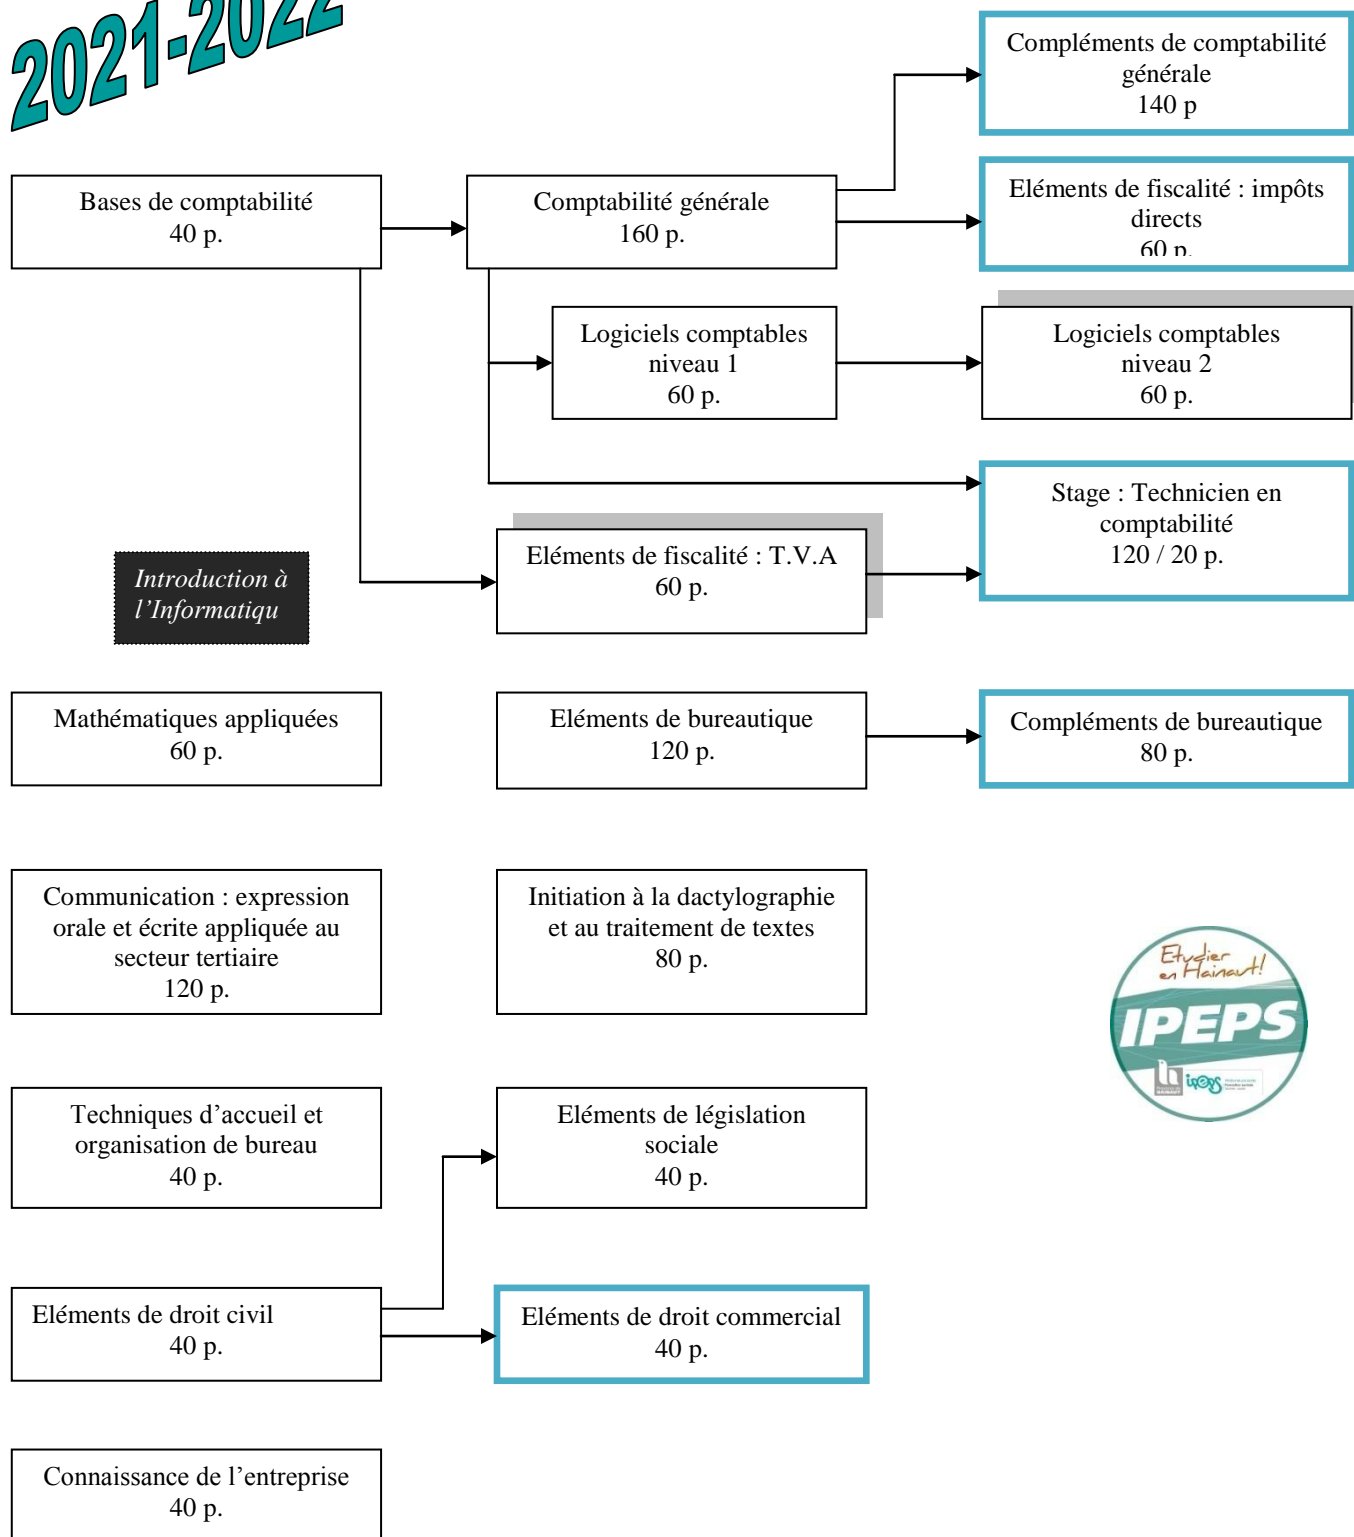 2021-2022
Compléments de comptabilité
générale
140 p
Bases de comptabilité
40 p.
Comptabilité générale
160 p.
Eléments de fiscalité : impôts
directs
60 p.
Logiciels comptables
niveau 1
60 p.
Logiciels comptables
niveau 2
60 p.
Stage : Technicien en
comptabilité
120 / 20 p.
Eléments de fiscalité : T.V.A
60 p.
Introduction à
l’Informatiqu
Mathématiques appliquées
60 p.
Eléments de bureautique
120 p.
Compléments de bureautique
80 p.
Communication : expression
orale et écrite appliquée au
secteur tertiaire
120 p.
Initiation à la dactylographie
et au traitement de textes
80 p.
Etudier
en Hainaut!
IPEPS
ipeps
Techniques d’accueil et
organisation de bureau
40 p.
Eléments de législation
sociale
40 p.
Eléments de droit civil
40 p.
Eléments de droit commercial
40 p.
Connaissance de l’entreprise
40 p.